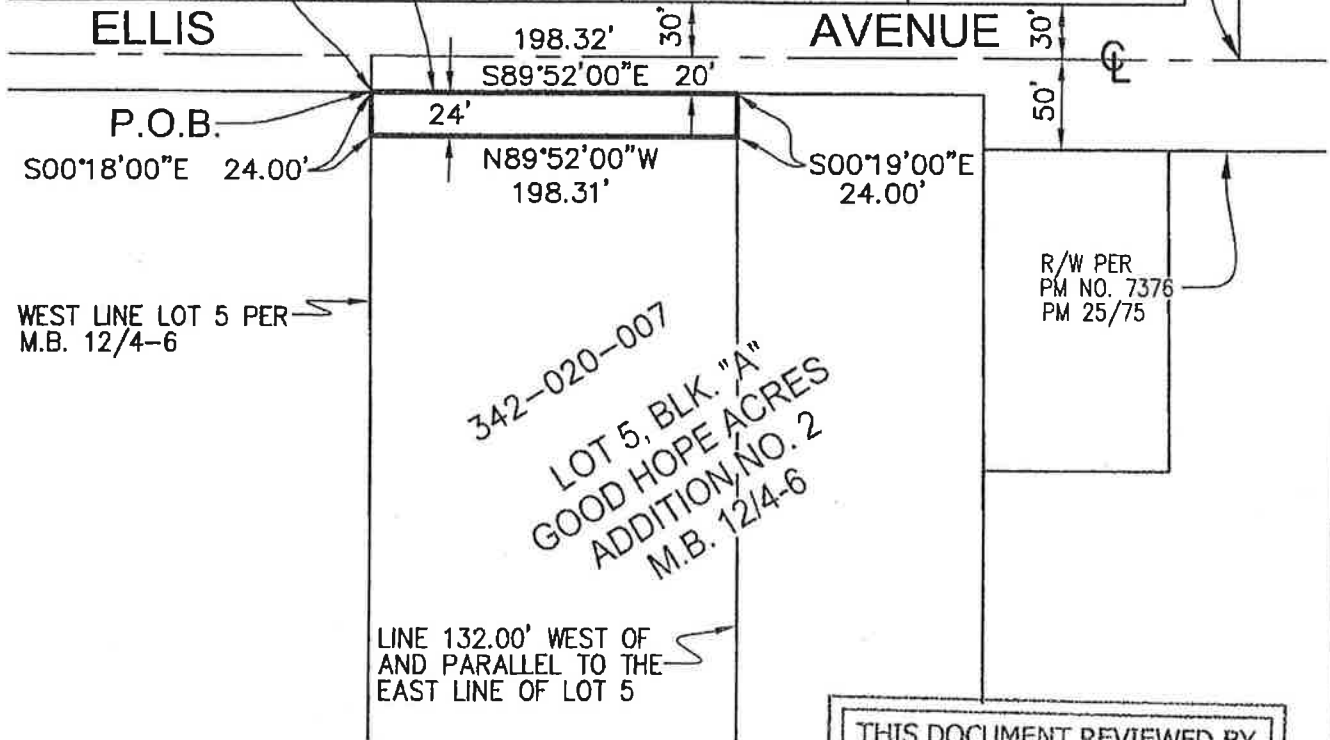 ELLIS
AVENUE
198.32'
30'
30'
S89°52'00"E 20'
℄
P.O.B.
24'
50'
S00°18'00"E 24.00'
N89°52'00"W
198.31'
S00°19'00"E
24.00'
R/W PER
PM NO. 7376
PM 25/75
WEST LINE LOT 5 PER
M.B. 12/4-6
342-020-007
LOT 5, BLK. "A"
GOOD HOPE ACRES
ADDITION NO. 2
M.B. 12/4-6
LINE 132.00' WEST OF
AND PARALLEL TO THE
EAST LINE OF LOT 5
THIS DOCUMENT REVIEWED BY